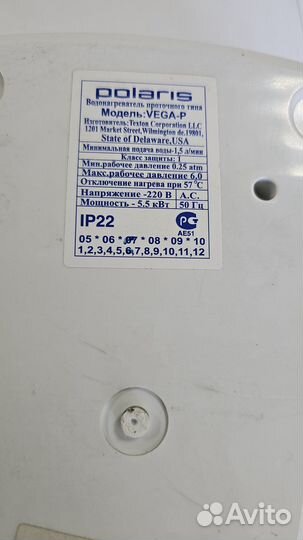 polaris
Водонагреватель проточного типа
Модель:VEGA-P
Изготовитель: Texton Corporation LLC
1201 Market Street,Wilmington de.19801,
State of Delaware,USA
Минимальная подача воды-1,5 л/мин
Класс защиты: 1
Мин.рабочее давление 0.25 atm
Макс.рабочее давление 6,0
Отключение нагрева при 57°C
Напряжение -220 В A.C.
Мощность - 5.5 кВт 50 Гц
IP22
АЕ51
05 * 06 * 07 * 08 * 09 * 10
1,2,3,4,5,6,7,8,9,10,11,12
Avito